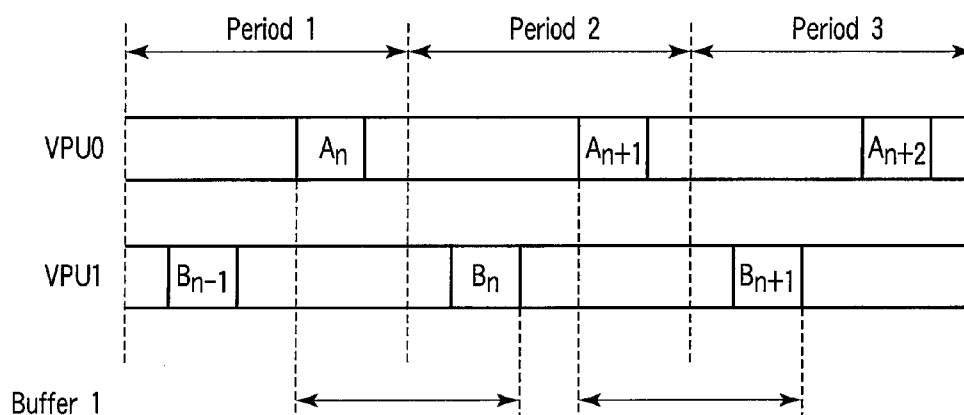 Period 1 Period 2 Period 3
VPU0 Aₙ Aₙ₊₁ Aₙ₊₂
VPU1 Bₙ₋₁ Bₙ Bₙ₊₁
Buffer 1